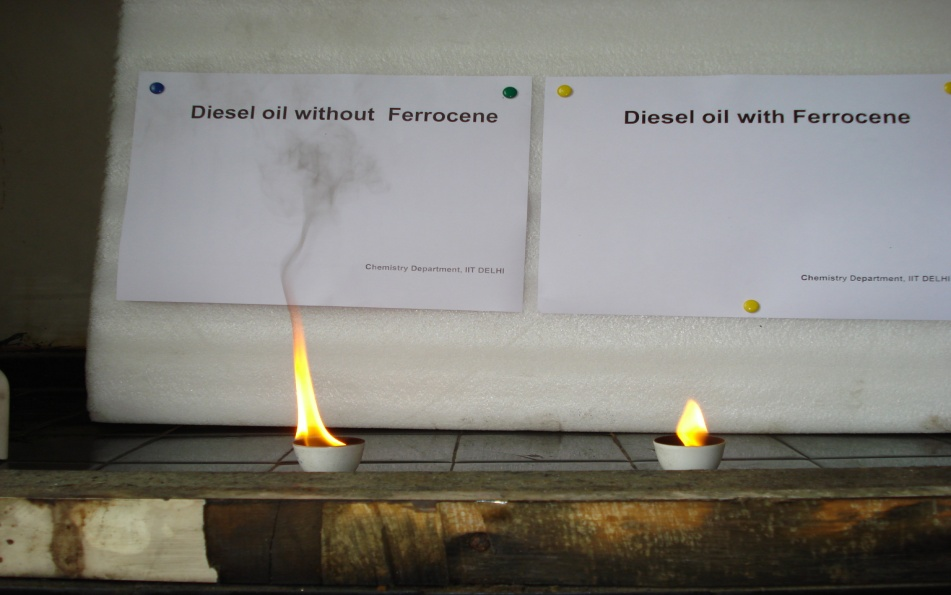 Diesel oil without Ferrocene
Chemistry Department, IIT DELHI
Diesel oil with Ferrocene
Chemistry Department, IIT DELHI